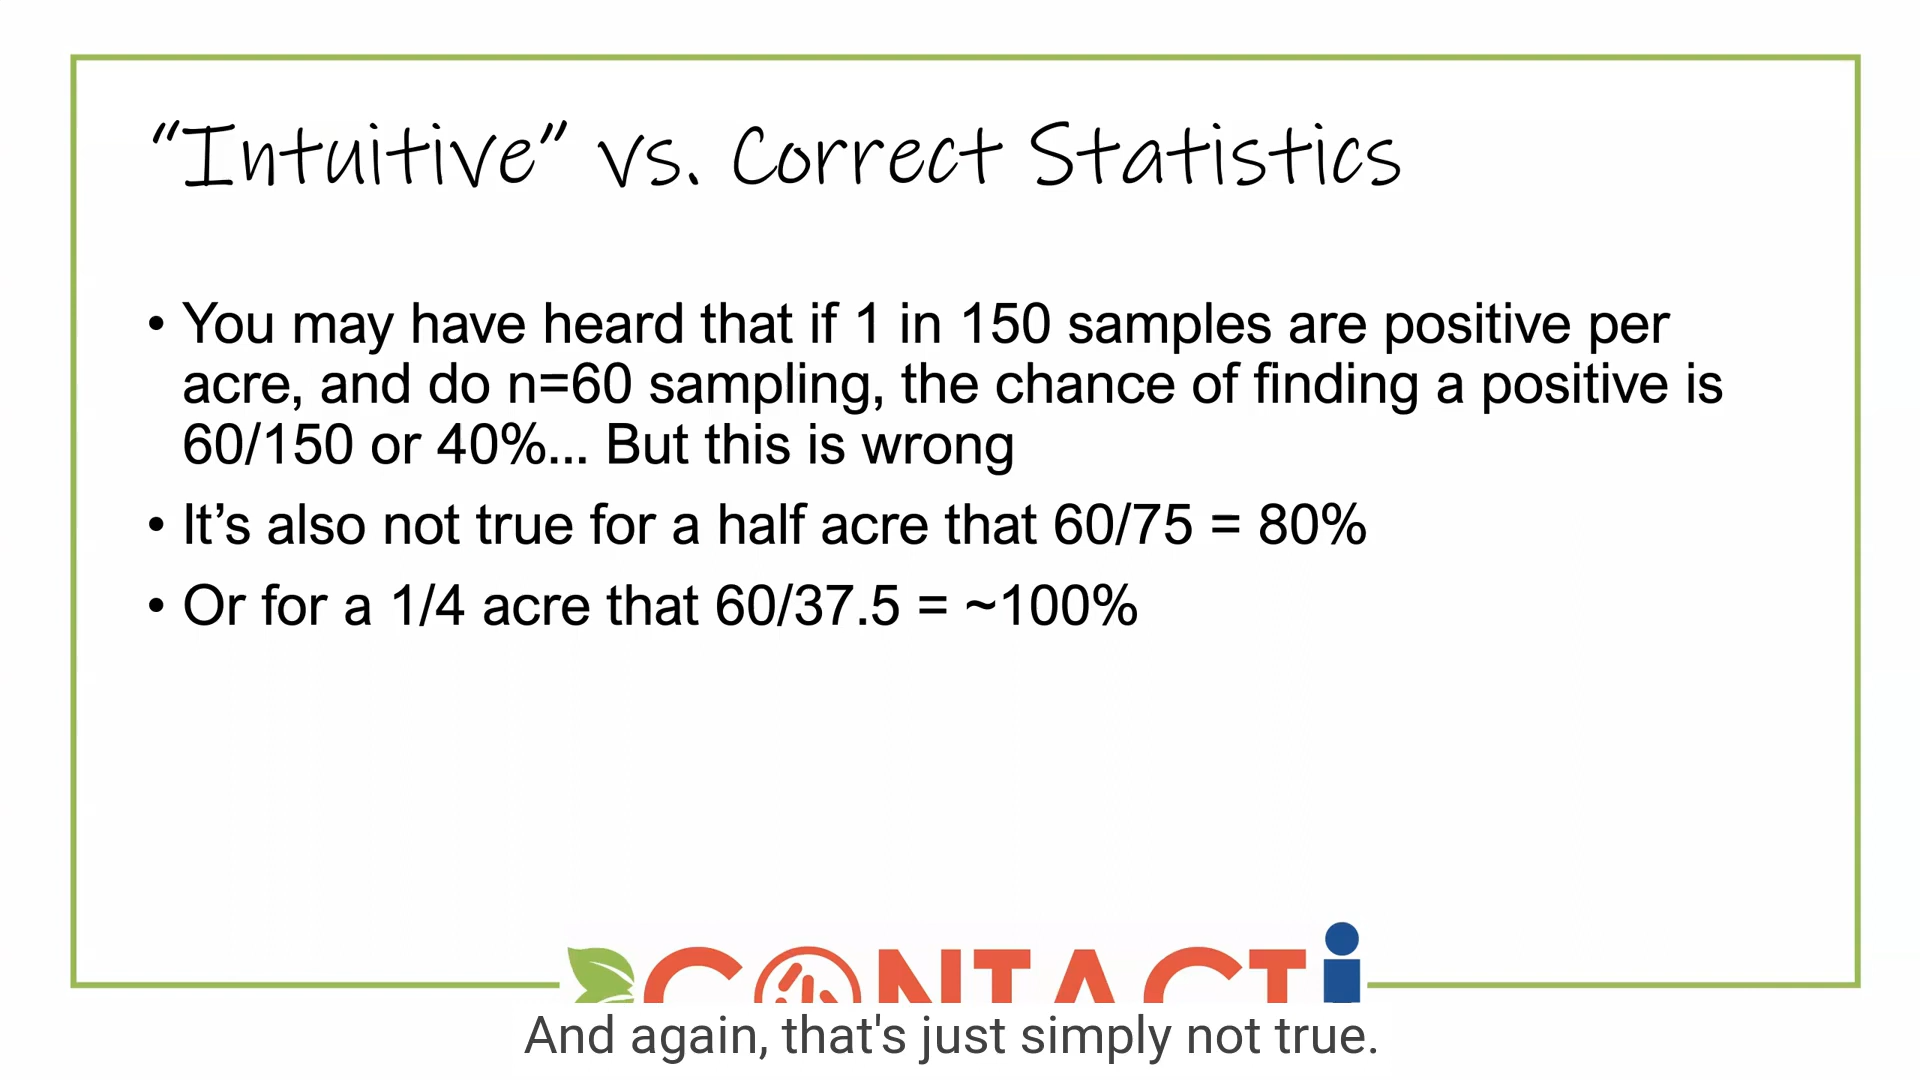 “Intuitive” vs. Correct Statistics
• You may have heard that if 1 in 150 samples are positive per
acre, and do n=60 sampling, the chance of finding a positive is
60/150 or 40%... But this is wrong
• It’s also not true for a half acre that 60/75 = 80%
• Or for a 1/4 acre that 60/37.5 = ~100%
CONTACTi
And again, that's just simply not true.